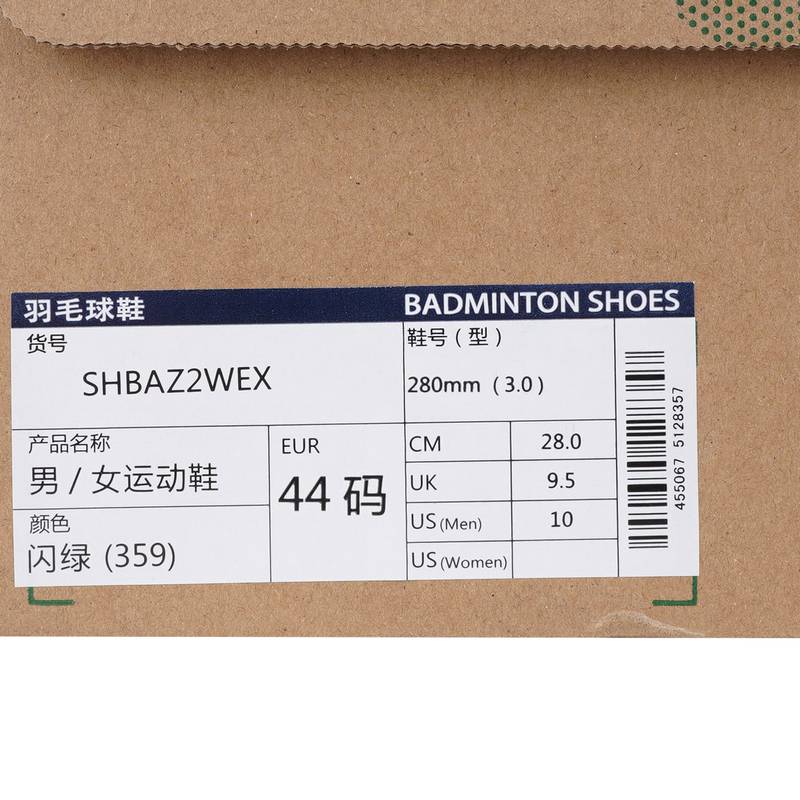 羽毛球鞋
BADMINTON SHOES
货号
SHBAZ2WEX
鞋号(型)
280mm (3.0)
产品名称
男/女运动鞋
颜色
闪绿 (359)
EUR
44码
CM 28.0
UK 9.5
US(Men) 10
US(Women)
455067 5128357